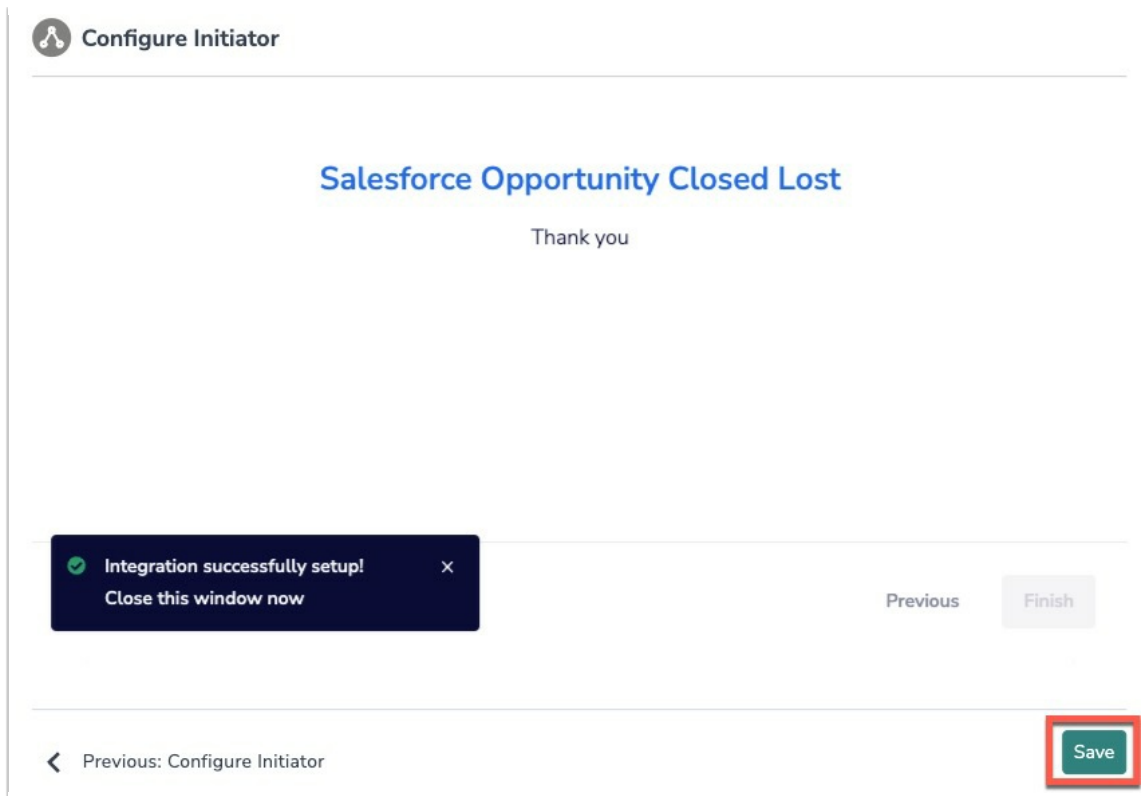 Configure Initiator
Salesforce Opportunity Closed Lost
Thank you
Integration successfully setup!
Close this window now
Previous
Finish
Previous: Configure Initiator
Save